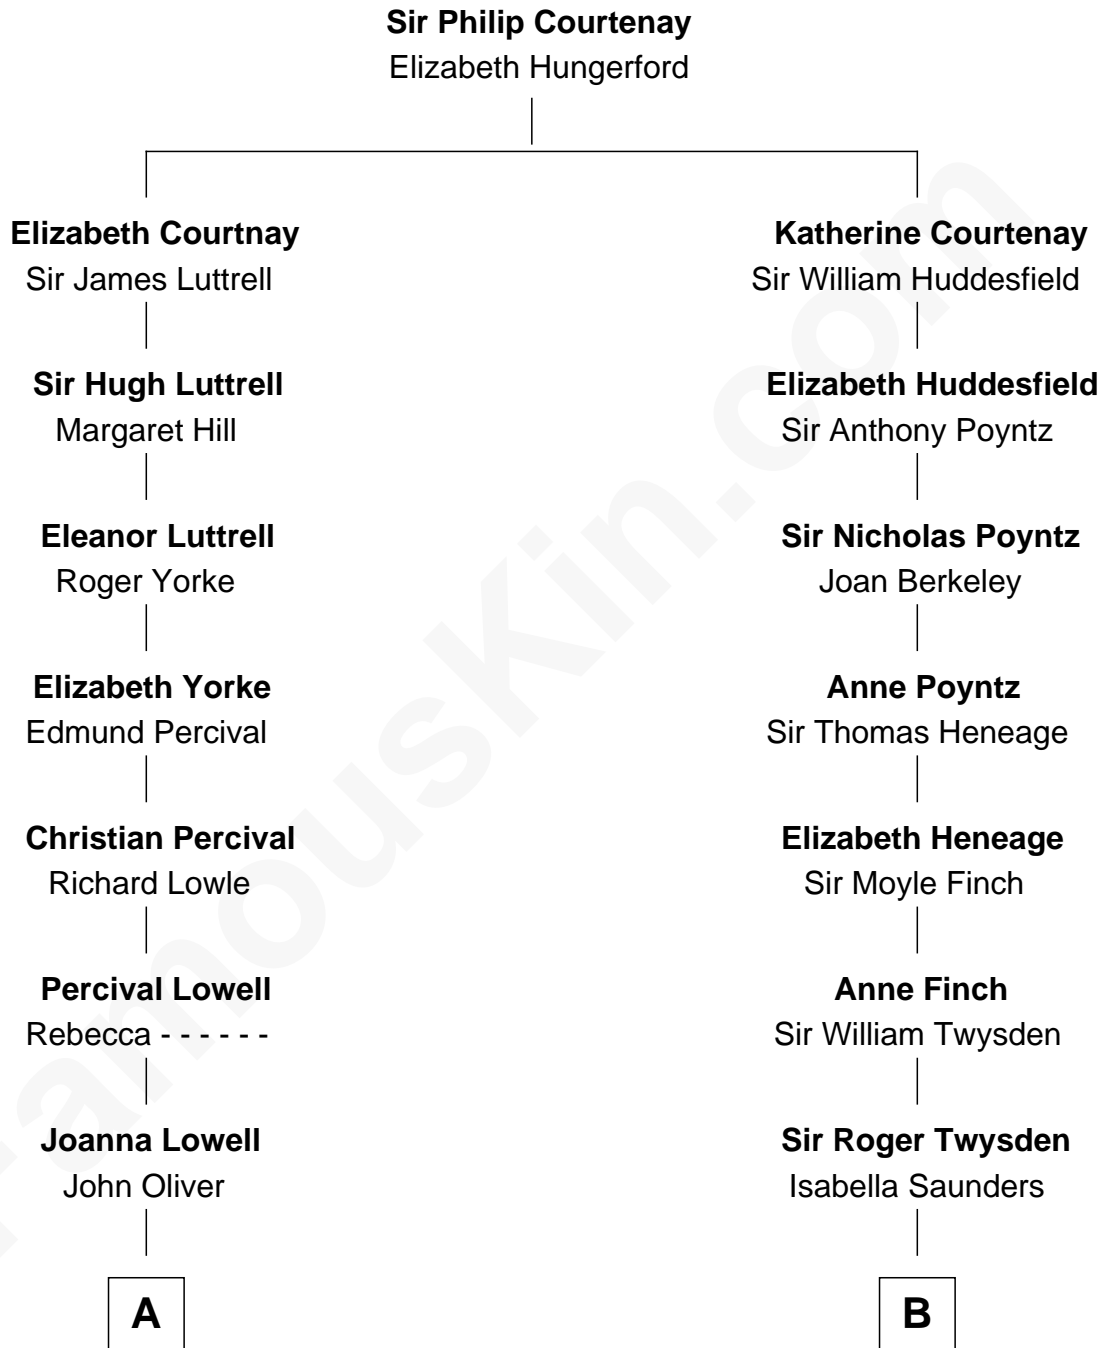 Sir Philip Courtenay
Elizabeth Hungerford
Elizabeth Courtnay
Sir James Luttrell
Katherine Courtenay
Sir William Huddesfield
Sir Hugh Luttrell
Margaret Hill
Elizabeth Huddesfield
Sir Anthony Poyntz
Eleanor Luttrell
Roger Yorke
Sir Nicholas Poyntz
Joan Berkeley
Elizabeth Yorke
Edmund Percival
Anne Poyntz
Sir Thomas Heneage
Christian Percival
Richard Lowle
Elizabeth Heneage
Sir Moyle Finch
Percival Lowell
Rebecca - - - - - -
Anne Finch
Sir William Twysden
Joanna Lowell
John Oliver
Sir Roger Twysden
Isabella Saunders
A
B
FamousKin.com